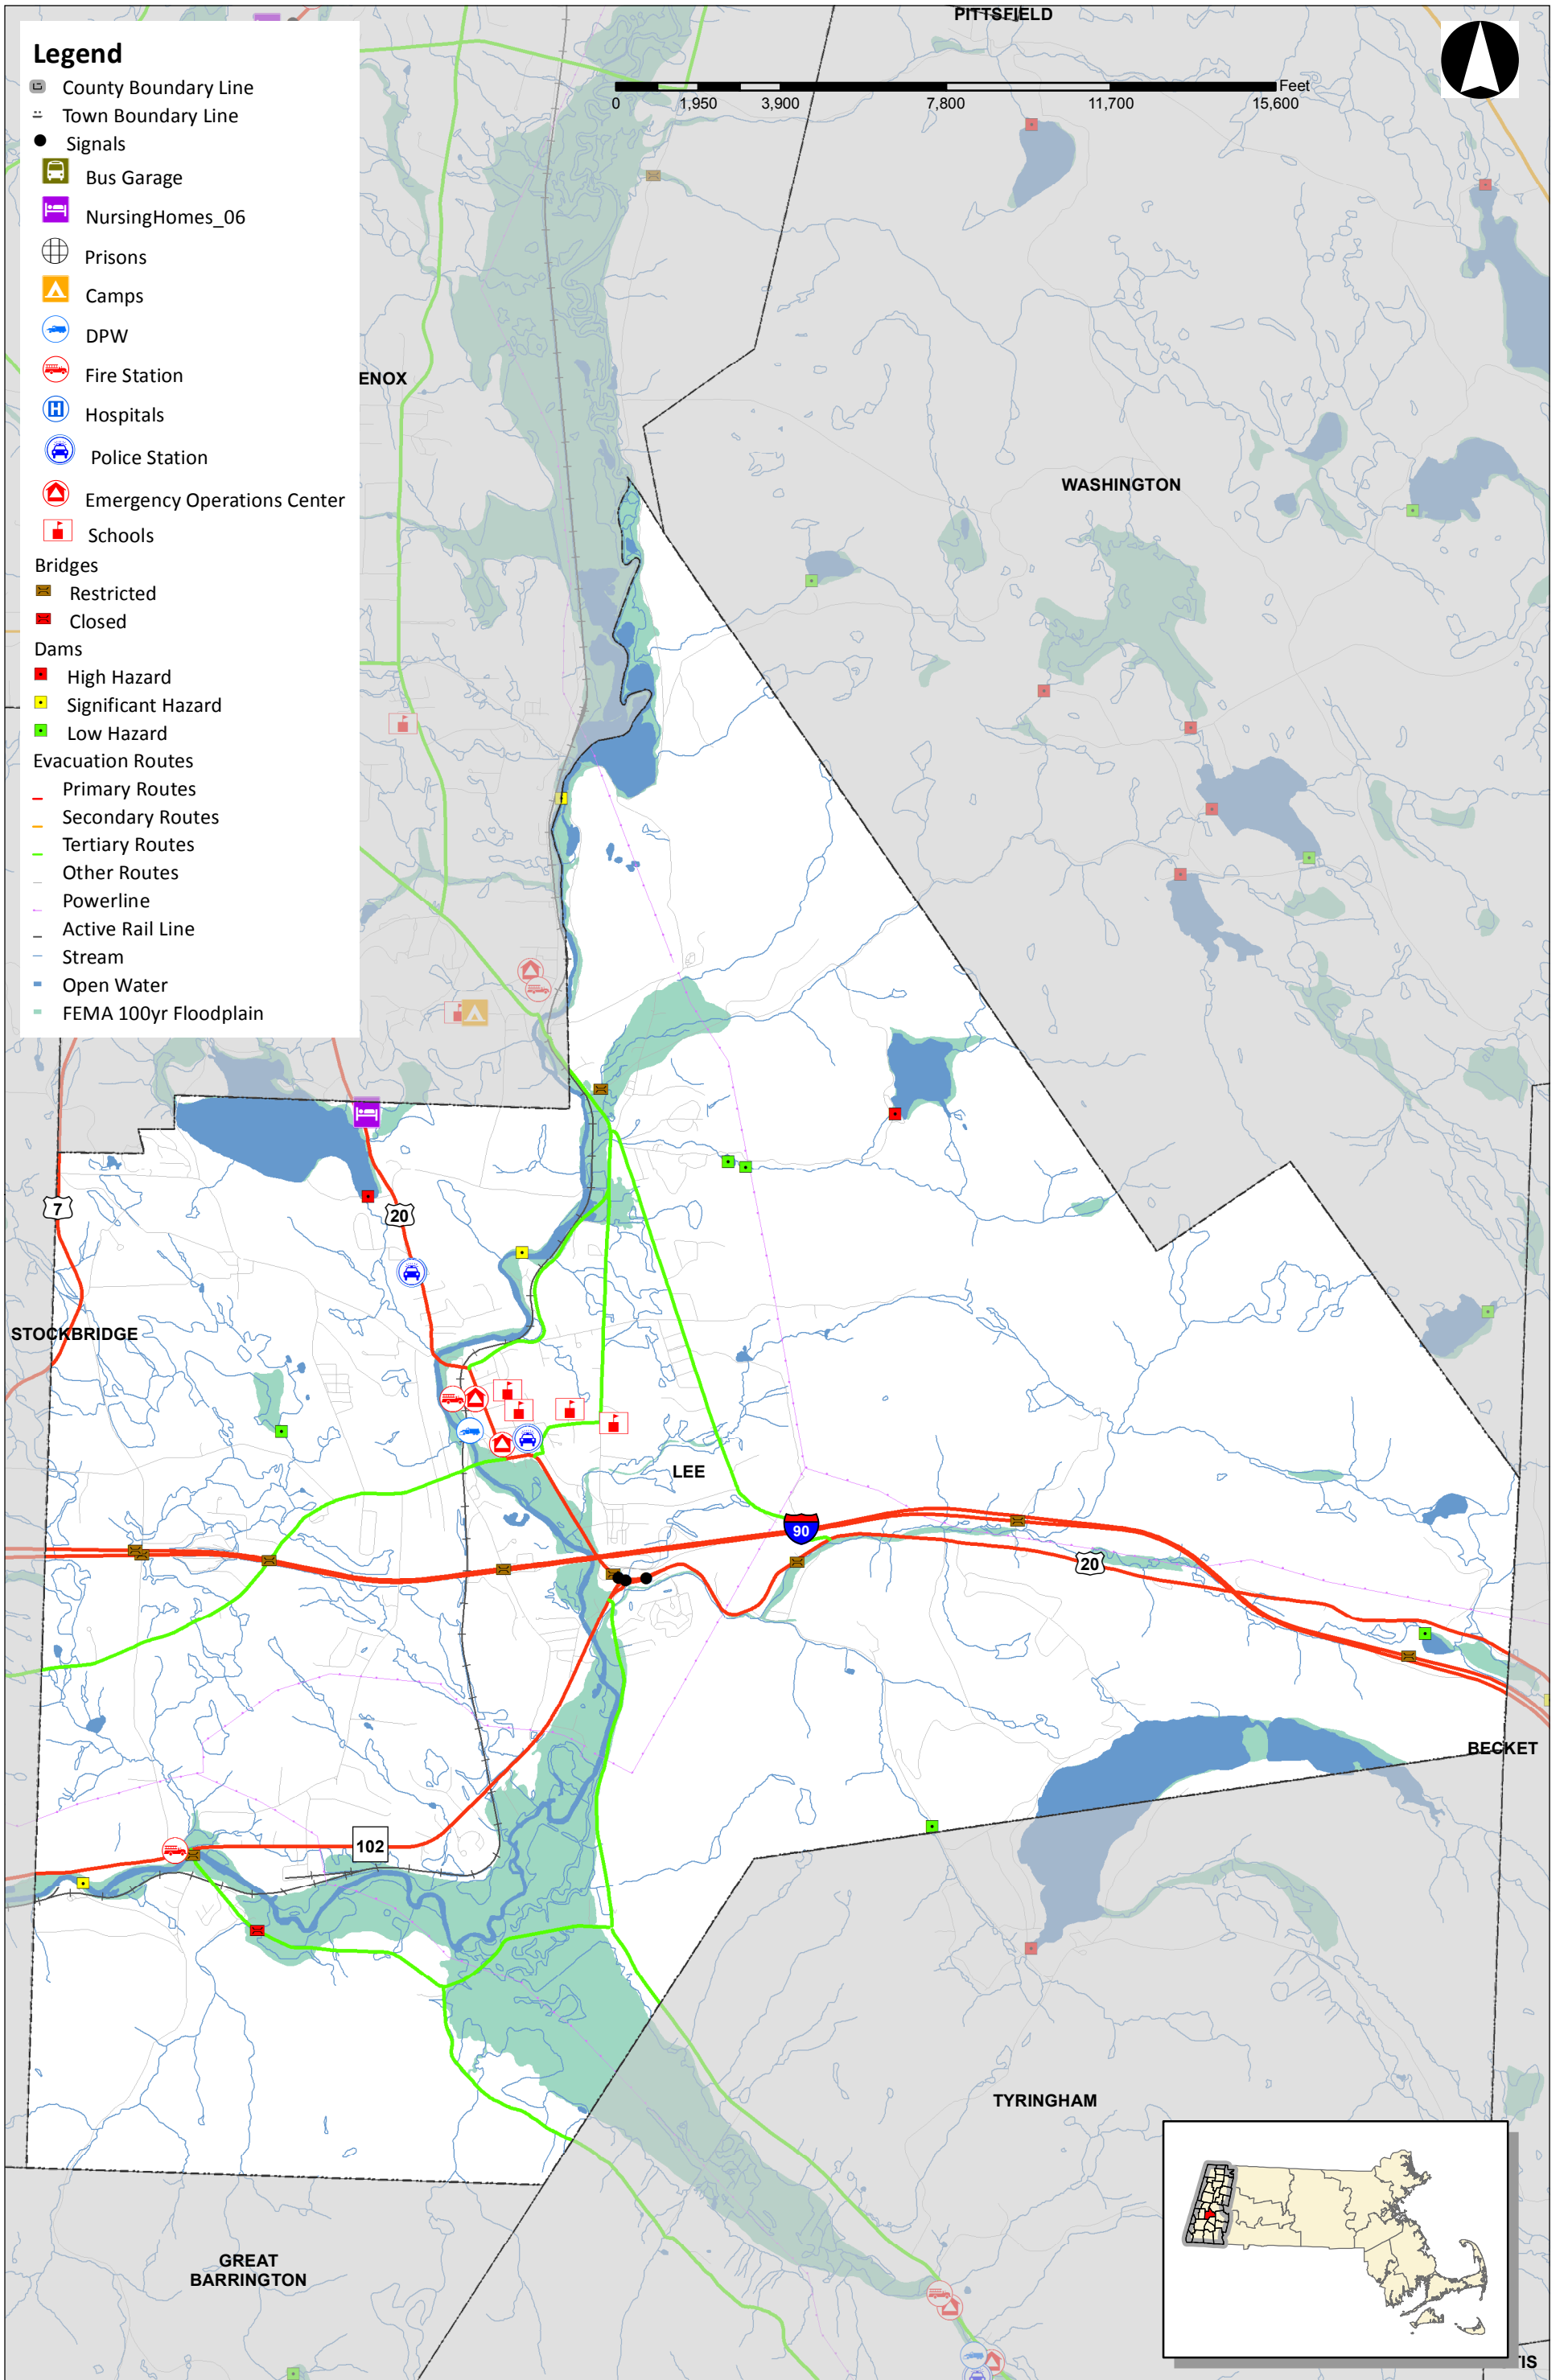 PITTSFIELD
Legend
County Boundary Line
Town Boundary Line
Signals
Bus Garage
NursingHomes_06
Prisons
Camps
DPW
Fire Station
Hospitals
Police Station
Emergency Operations Center
Schools
Bridges
Restricted
Closed
Dams
High Hazard
Significant Hazard
Low Hazard
Evacuation Routes
Primary Routes
Secondary Routes
Tertiary Routes
Other Routes
Powerline
Active Rail Line
Stream
Open Water
FEMA 100yr Floodplain
Feet
0 1,950 3,900 7,800 11,700 15,600
ENOX
WASHINGTON
7
20
STOCKBRIDGE
LEE
90
20
BECKET
102
TYRINGHAM
GREAT
BARRINGTON
TIS